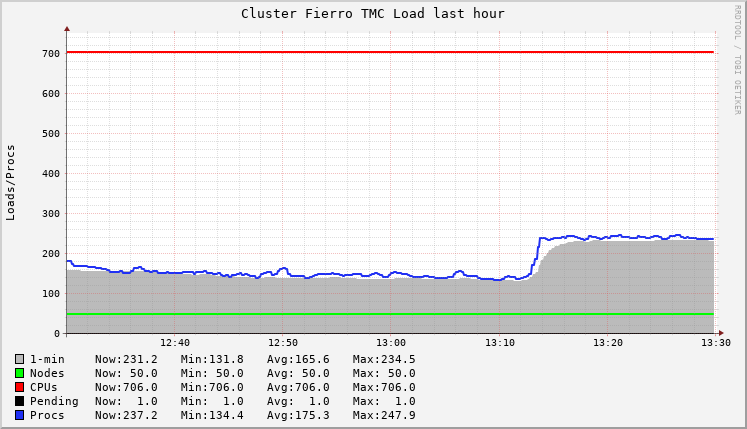 Cluster Fierro TMC Load last hour
RRDTOOL / TOBI OETIKER
Loads/Procs
700
600
500
400
300
200
100
0
12:40 12:50 13:00 13:10 13:20 13:30
1-min Now:231.2 Min:131.8 Avg:165.6 Max:234.5
Nodes Now: 50.0 Min: 50.0 Avg: 50.0 Max: 50.0
CPUs Now:706.0 Min:706.0 Avg:706.0 Max:706.0
Pending Now: 1.0 Min: 1.0 Avg: 1.0 Max: 1.0
Procs Now:237.2 Min:134.4 Avg:175.3 Max:247.9